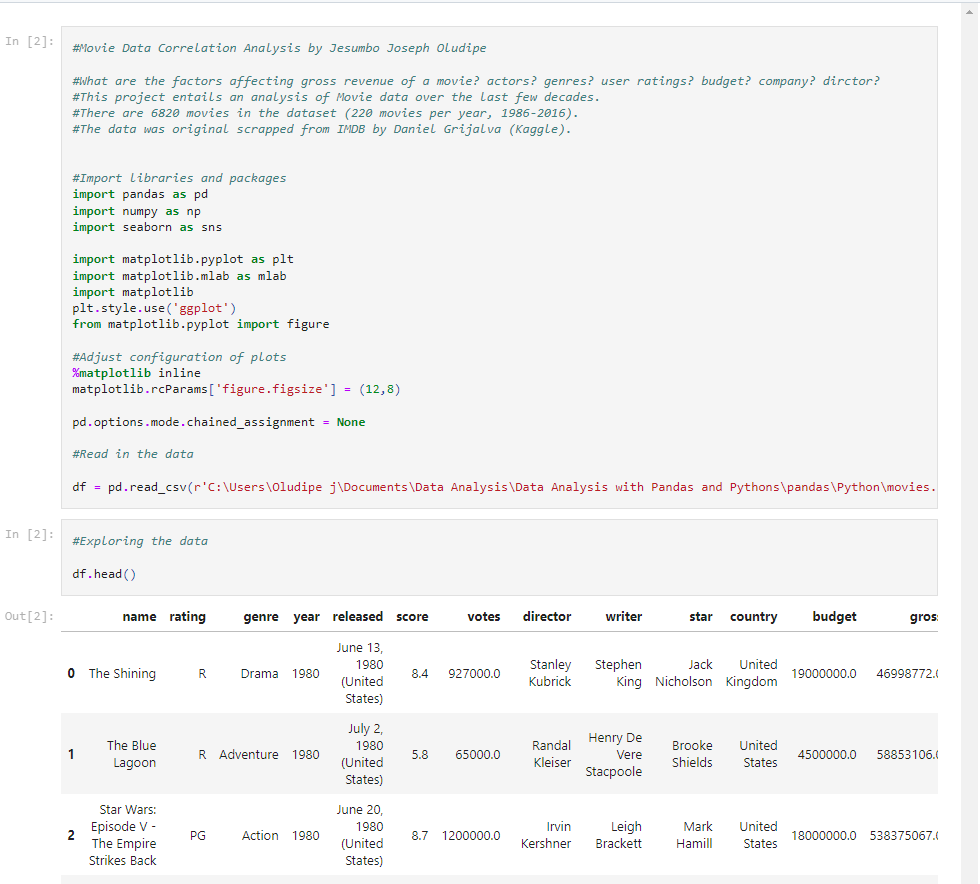 In [2]:
#Movie Data Correlation Analysis by Jesumbo Joseph Oludipe
#What are the factors affecting gross revenue of a movie? actors? genres? user ratings? budget? company? dirctor?
#This project entails an analysis of Movie data over the last few decades.
#There are 6820 movies in the dataset (220 movies per year, 1986-2016).
#The data was original scrapped from IMDB by Daniel Grijalva (Kaggle).
#Import libraries and packages
import pandas as pd
import numpy as np
import seaborn as sns
import matplotlib.pyplot as plt
import matplotlib.mlab as mlab
import matplotlib
plt.style.use('ggplot')
from matplotlib.pyplot import figure
#Adjust configuration of plots
%matplotlib inline
matplotlib.rcParams['figure.figsize'] = (12,8)
pd.options.mode.chained_assignment = None
#Read in the data
df = pd.read_csv(r'C:\Users\Oludipe j\Documents\Data Analysis\Data Analysis with Pandas and Pythons\pandas\Python\movies.
In [2]:
#Exploring the data
df.head()
Out[2]:
name rating genre year released score votes director writer star country budget gros
0 The Shining R Drama 1980 June 13, 1980 (United States) 8.4 927000.0 Stanley Kubrick Stephen King Jack Nicholson United Kingdom 19000000.0 46998772.
1 The Blue Lagoon R Adventure 1980 July 2, 1980 (United States) 5.8 65000.0 Randal Kleiser Henry De Vere Stacpoole Brooke Shields United States 4500000.0 58853106.
2 Star Wars: Episode V - The Empire Strikes Back PG Action 1980 June 20, 1980 (United States) 8.7 1200000.0 Irvin Kershner Leigh Brackett Mark Hamill United States 18000000.0 538375067.